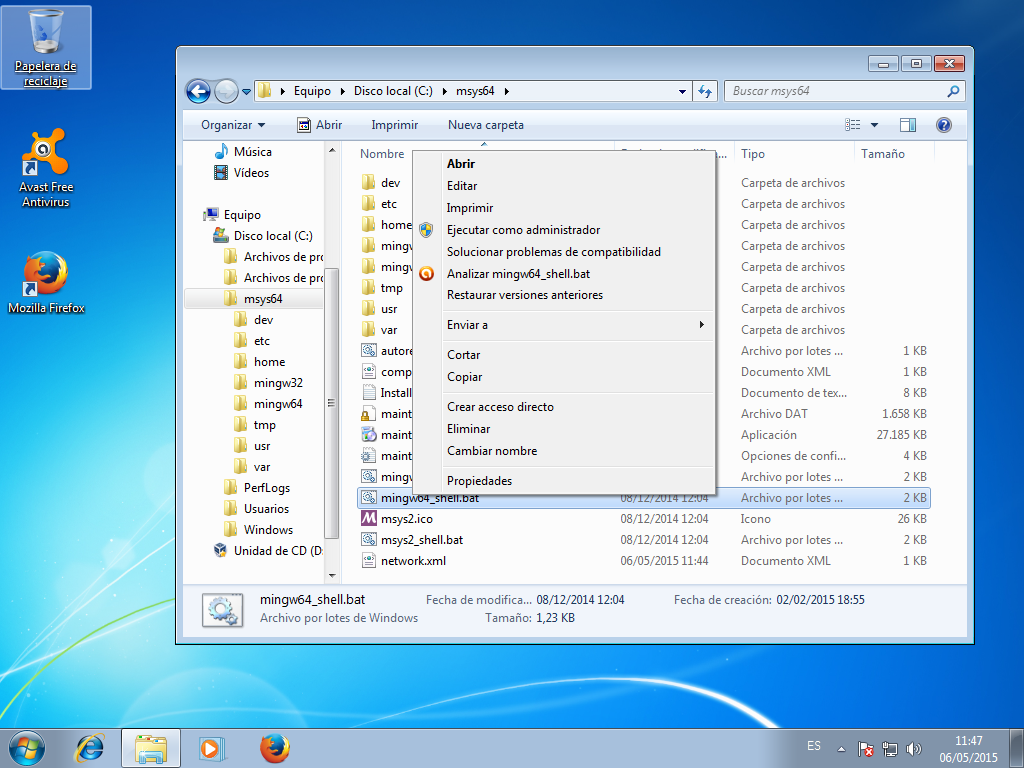 Papelera de
reciclaje
Avast Free
Antivirus
Mozilla Firefox
Equipo Disco local (C:) msys64
Buscar msys64
Organizar Abrir Imprimir Nueva carpeta
Música
Vídeos
Equipo
Disco local (C:)
Archivos de pro
Archivos de pro
msys64
dev
etc
home
mingw32
mingw64
tmp
usr
var
PerfLogs
Usuarios
Windows
Unidad de CD (D:
Nombre Tipo Tamaño
dev Carpeta de archivos
etc Carpeta de archivos
home Carpeta de archivos
mingw Carpeta de archivos
mingw Carpeta de archivos
tmp Carpeta de archivos
usr Carpeta de archivos
var Carpeta de archivos
autore Archivo por lotes ... 1 KB
comp Documento XML 1 KB
Install Documento de tex... 8 KB
maint Archivo DAT 1.658 KB
maint Aplicación 27.185 KB
maint Opciones de confi... 4 KB
mingw Archivo por lotes ... 2 KB
mingw64_shell.bat 08/12/2014 12:04 Archivo por lotes ... 2 KB
msys2.ico 08/12/2014 12:04 Icono 26 KB
msys2_shell.bat 08/12/2014 12:04 Archivo por lotes ... 2 KB
network.xml 06/05/2015 11:44 Documento XML 1 KB
Abrir
Editar
Imprimir
Ejecutar como administrador
Solucionar problemas de compatibilidad
Analizar mingw64_shell.bat
Restaurar versiones anteriores
Enviar a
Cortar
Copiar
Crear acceso directo
Eliminar
Cambiar nombre
Propiedades
mingw64_shell.bat Fecha de modifica... 08/12/2014 12:04 Fecha de creación: 02/02/2015 18:55
Archivo por lotes de Windows Tamaño: 1,23 KB
ES
11:47
06/05/2015